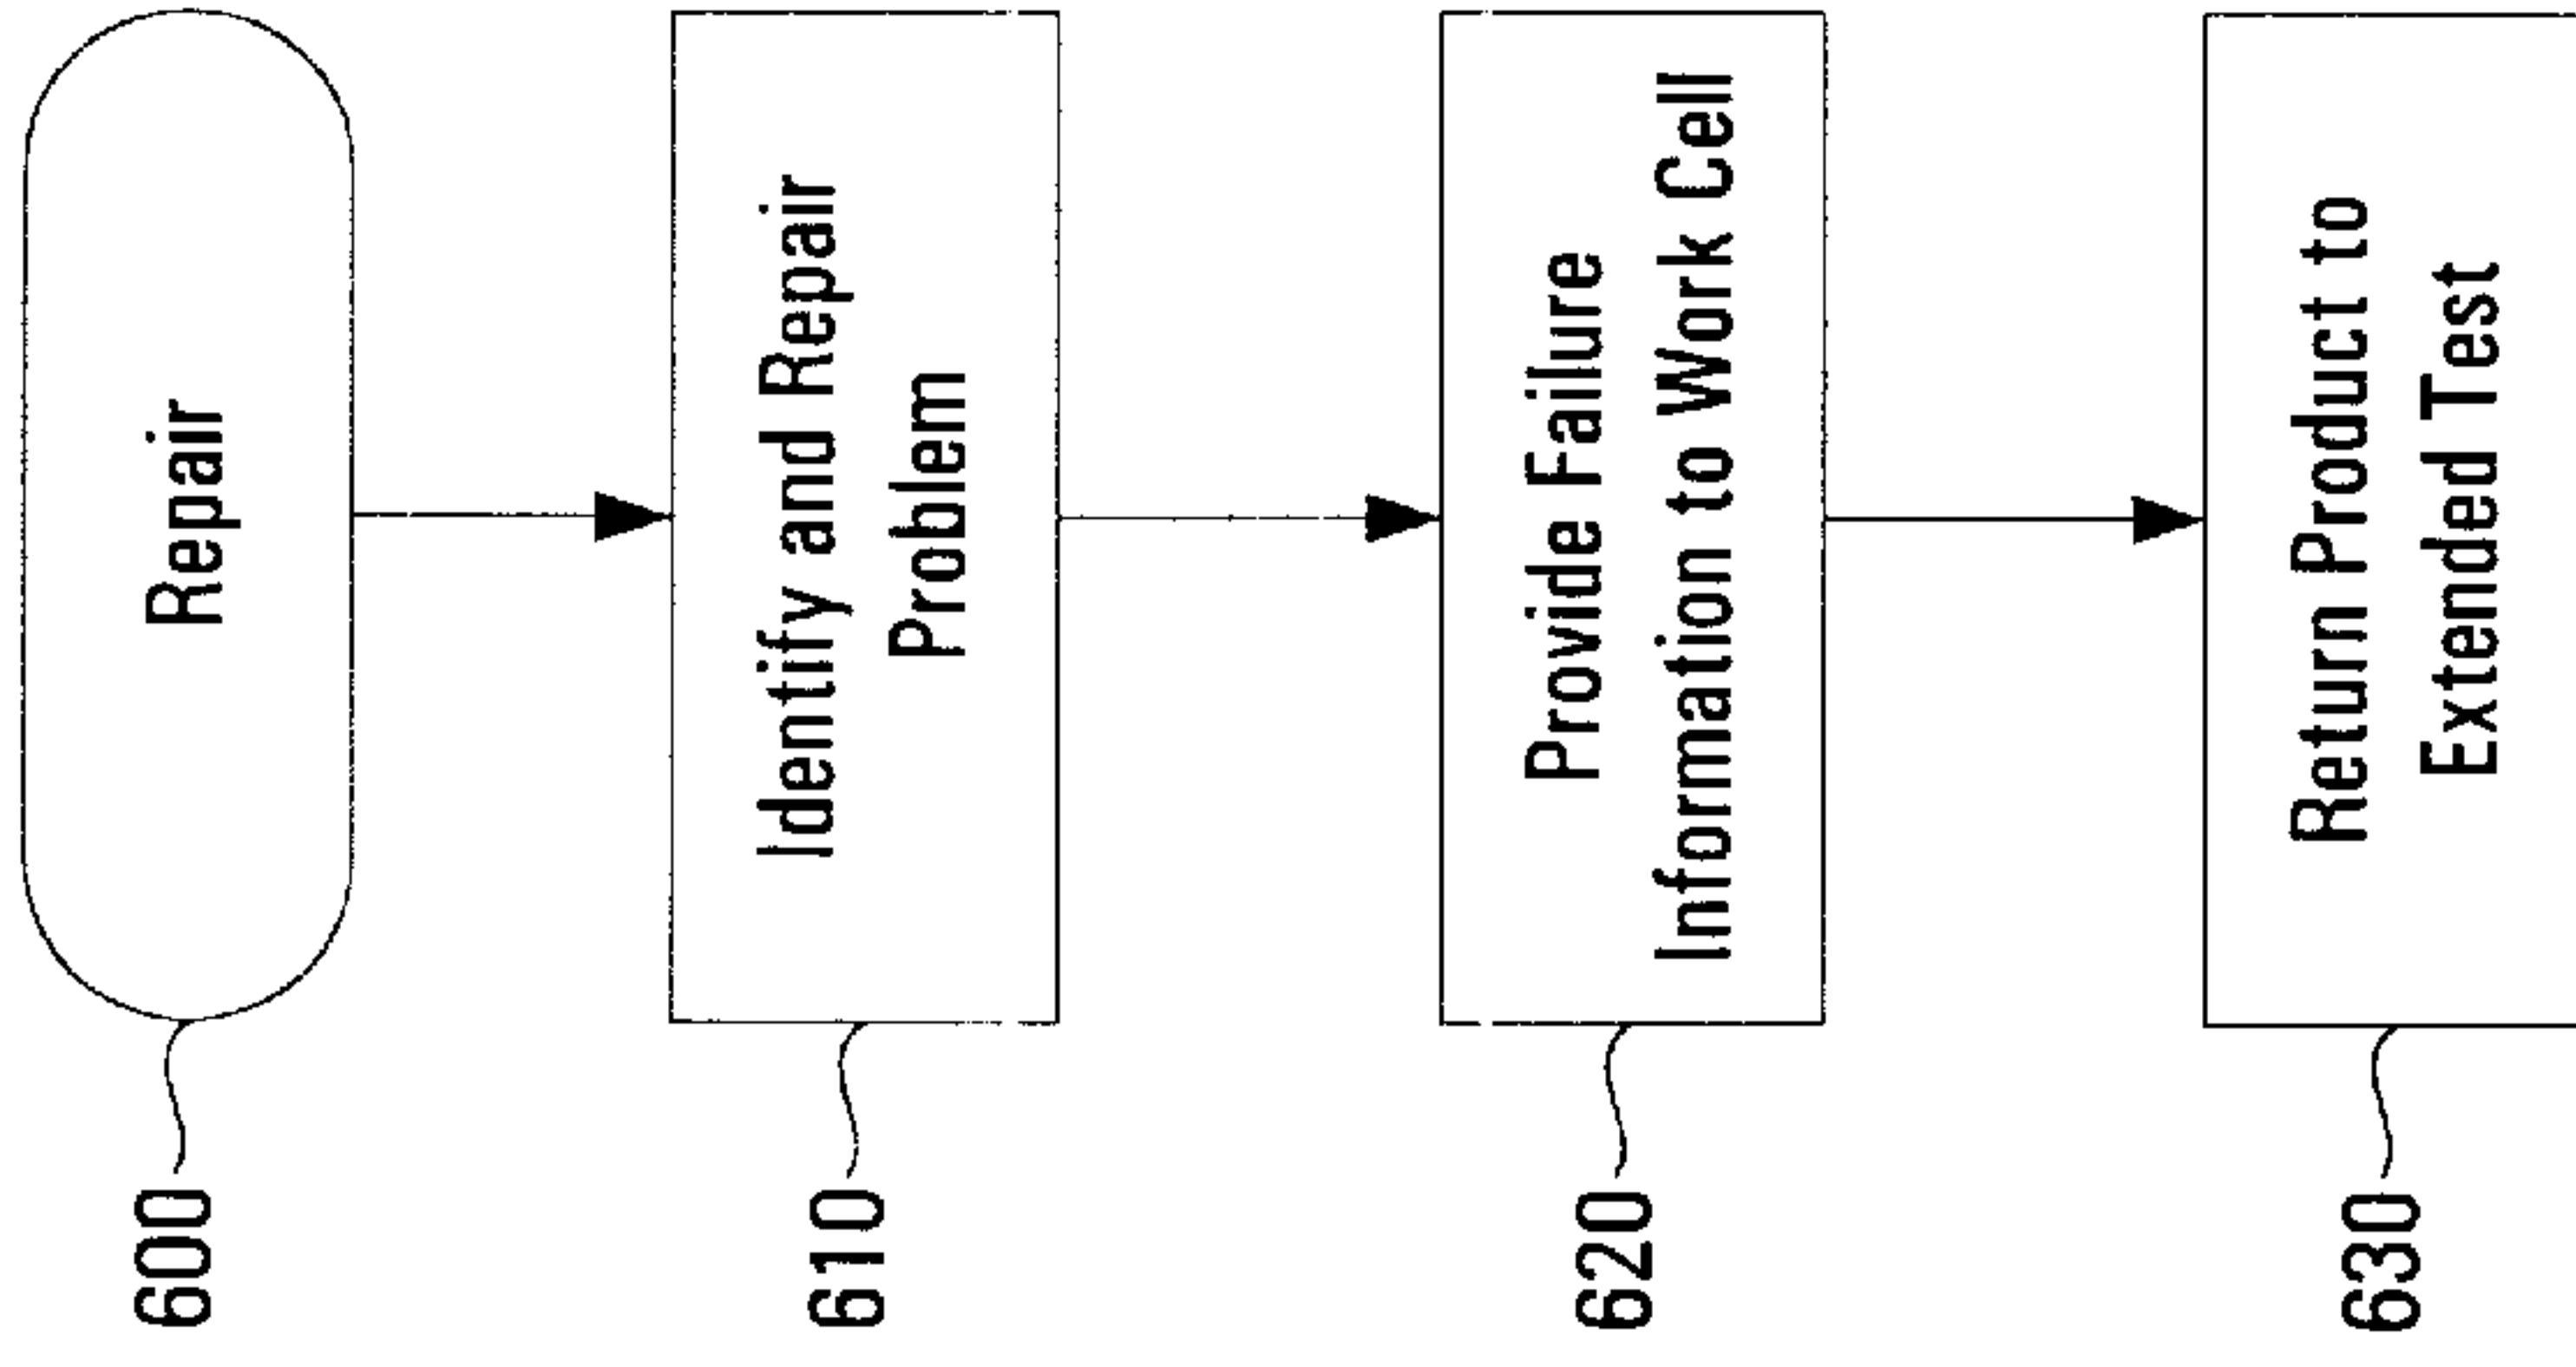 600
Repair
610
Identify and Repair
Problem
620
Provide Failure
Information to Work Cell
630
Return Product to
Extended Test